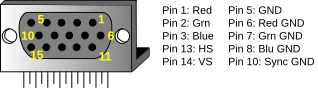 5 1
10 6
15 11
Pin 1: Red Pin 5: GND
Pin 2: Grn Pin 6: Red GND
Pin 3: Blue Pin 7: Grn GND
Pin 13: HS Pin 8: Blu GND
Pin 14: VS Pin 10: Sync GND